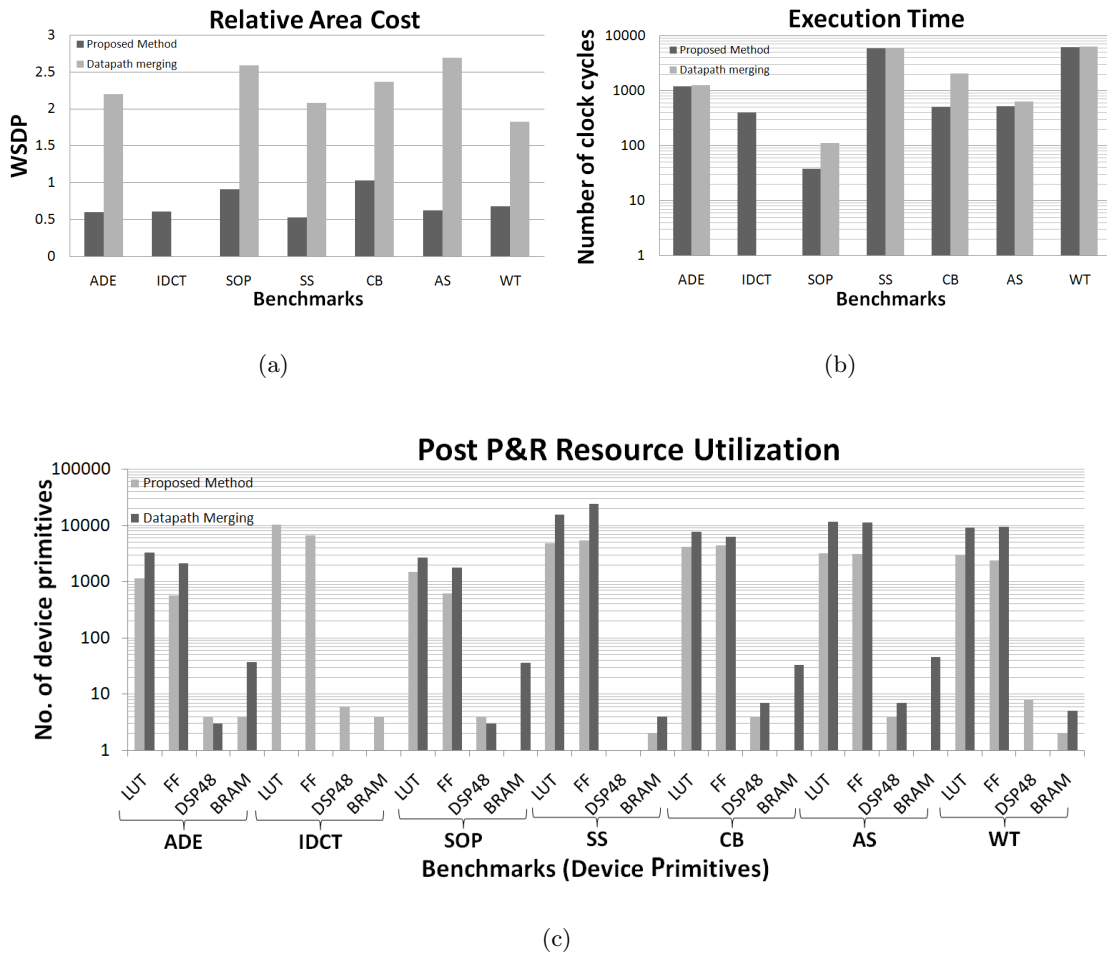 Relative Area Cost
3
2.5
2
1.5
1
0.5
0
WSDP
Proposed Method
Datapath merging
ADE IDCT SOP SS CB AS WT
Benchmarks
(a)
Execution Time
10000
1000
100
10
1
Number of clock cycles
Proposed Method
Datapath merging
ADE IDCT SOP SS CB AS WT
Benchmarks
(b)
Post P&R Resource Utilization
100000
10000
1000
100
10
1
No. of device primitives
Proposed Method
Datapath Merging
LUT FF DSP48 BRAM LUT FF DSP48 BRAM LUT FF DSP48 BRAM LUT FF DSP48 BRAM LUT FF DSP48 BRAM LUT FF DSP48 BRAM LUT FF DSP48 BRAM
ADE IDCT SOP SS CB AS WT
Benchmarks (Device Primitives)
(c)